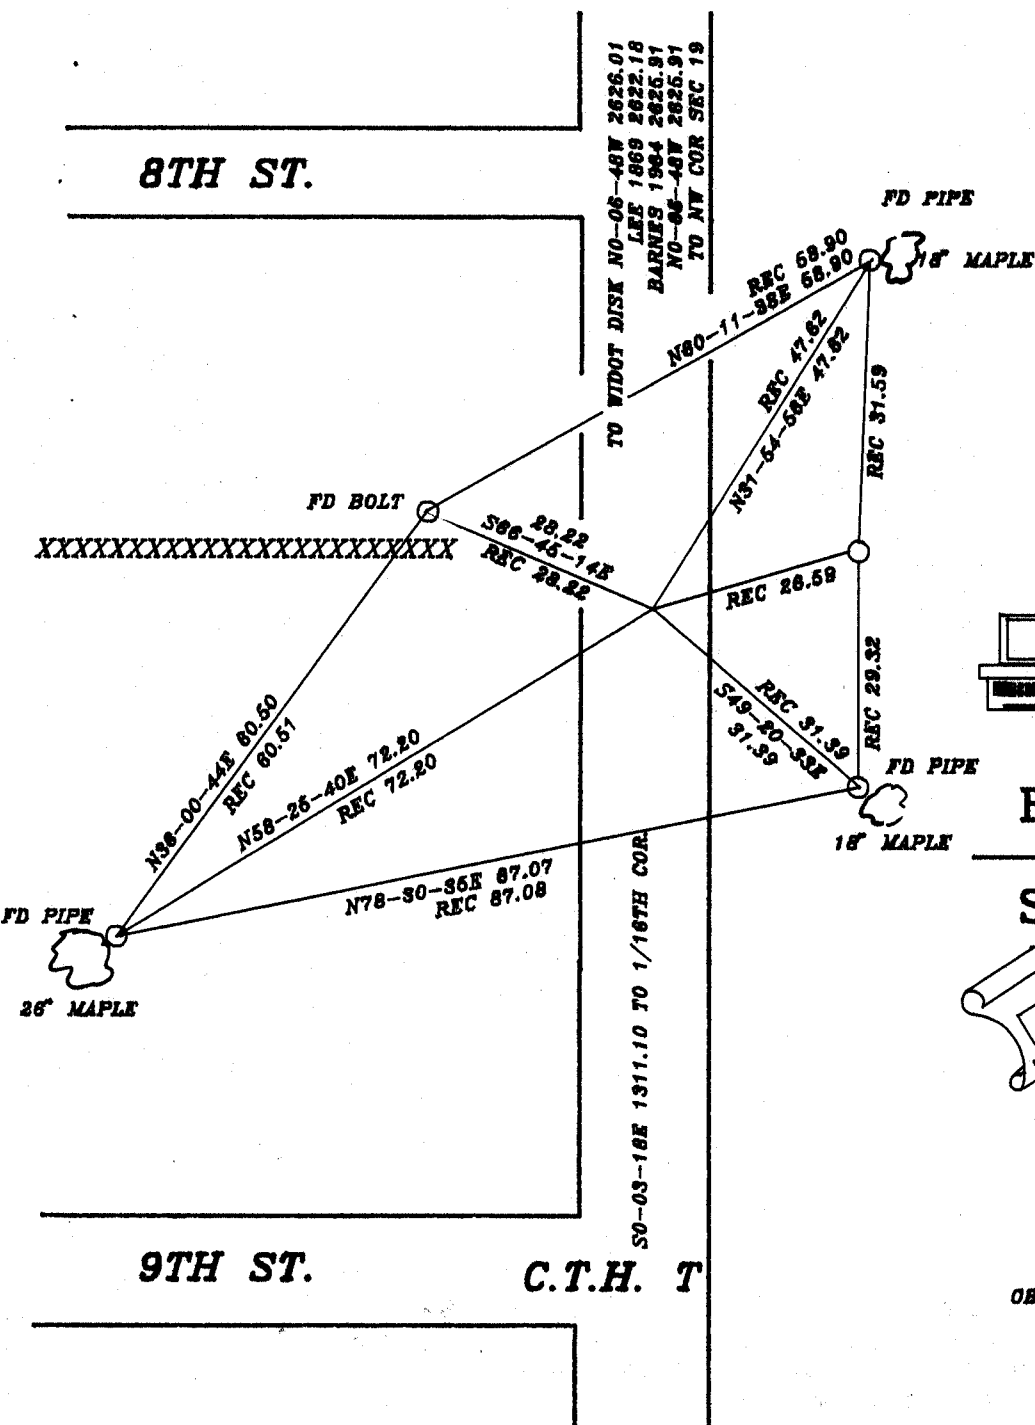 8TH ST.
TO WIDOT DISK N0-06-48W 2626.01
LEE 1869 2622.18
BARNES 1984 2625.91
N0-06-48W 2625.91
TO NW COR SEC 19
FD PIPE
18" MAPLE
REC 58.90
N60-11-38E 58.90
REC 47.62
N31-54-56E 47.62
REC 31.59
FD BOLT
XXXXXXXXXXXXXXXXXXXXXXXX
28.22
S66-45-14E
REC 28.22
REC 26.59
REC 29.32
REC 31.39
S49-20-33E
31.39
FD PIPE
18" MAPLE
N36-00-44E 60.50
REC 60.51
N58-26-40E 72.20
REC 72.20
N78-30-35E 87.07
REC 87.08
FD PIPE
26" MAPLE
S0-03-18E 1311.10 TO 1/16TH COR.
9TH ST.
C.T.H. T